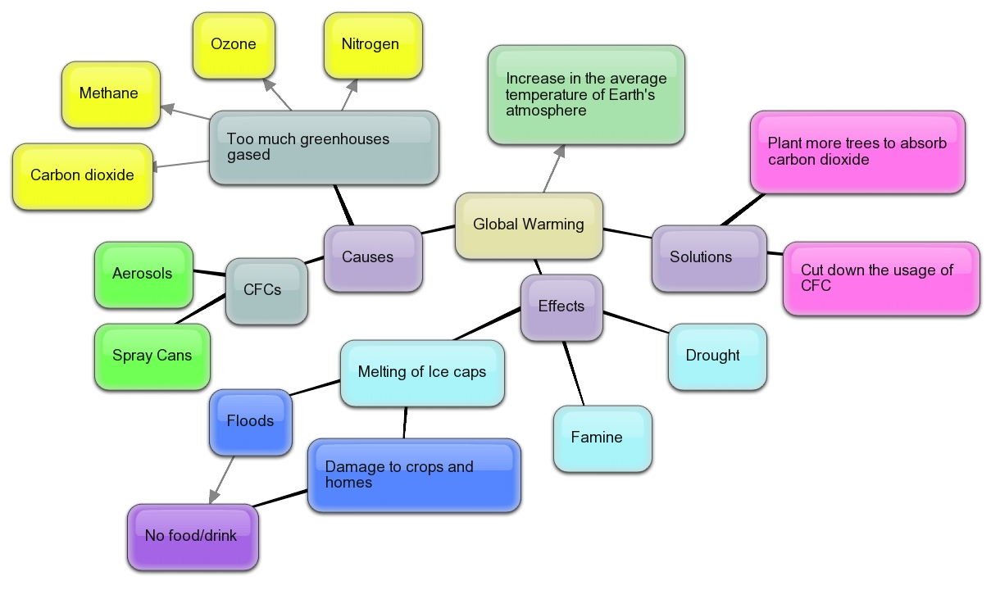 Ozone
Nitrogen
Methane
Increase in the average
temperature of Earth's
atmosphere
Too much greenhouses
gased
Plant more trees to absorb
carbon dioxide
Carbon dioxide
Global Warming
Causes
Solutions
Aerosols
CFCs
Cut down the usage of
CFC
Effects
Spray Cans
Melting of Ice caps
Drought
Floods
Famine
Damage to crops and
homes
No food/drink